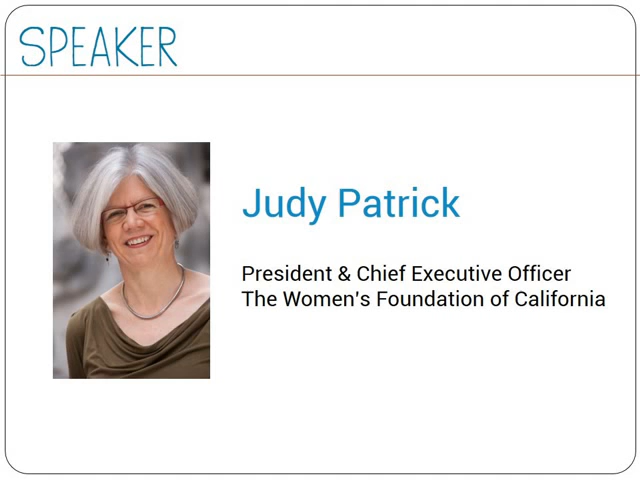 SPEAKER
Judy Patrick
President & Chief Executive Officer
The Women's Foundation of California